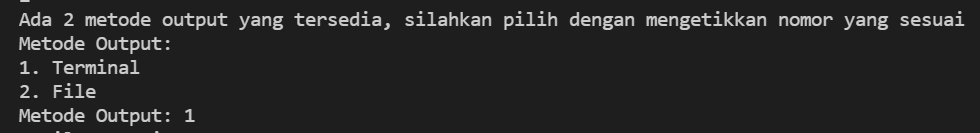 Ada 2 metode output yang tersedia, silahkan pilih dengan mengetikkan nomor yang sesuai
Metode Output:
1. Terminal
2. File
Metode Output: 1